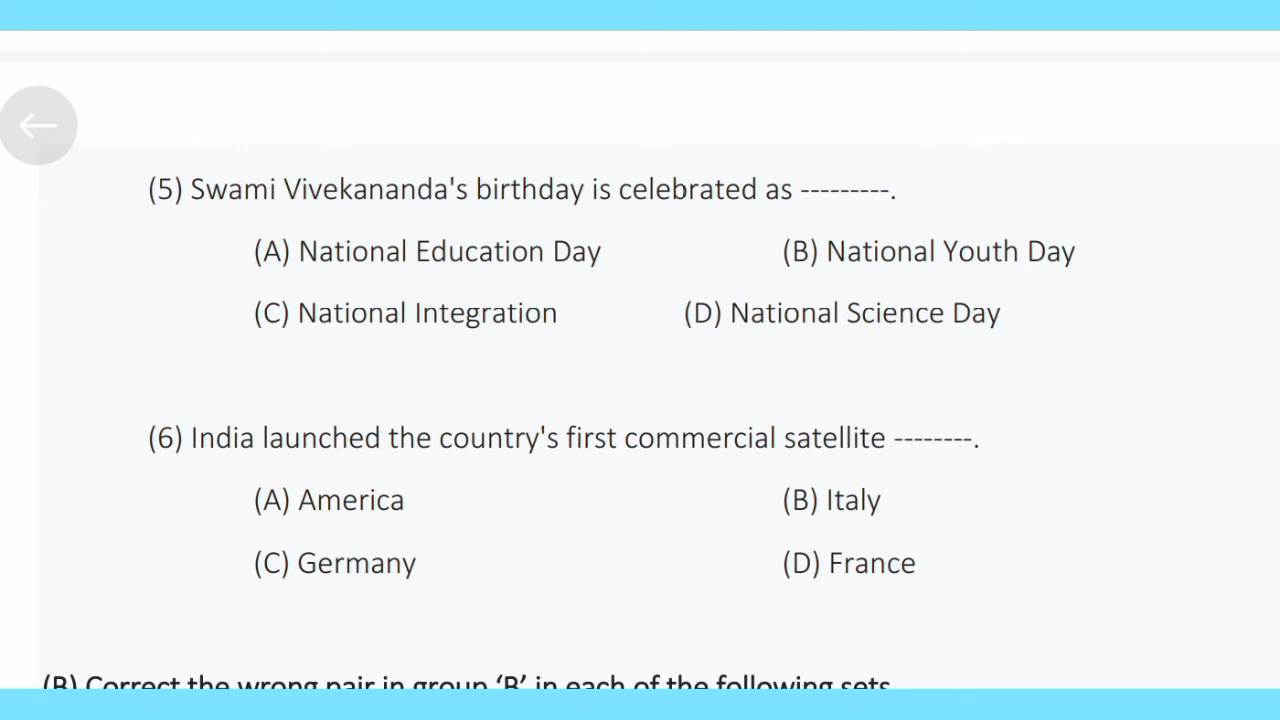 (5) Swami Vivekananda's birthday is celebrated as ---------.
(A) National Education Day (B) National Youth Day
(C) National Integration (D) National Science Day
(6) India launched the country's first commercial satellite --------.
(A) America (B) Italy
(C) Germany (D) France
(B) Correct the wrong pair in group ‘B’ in each of the following sets